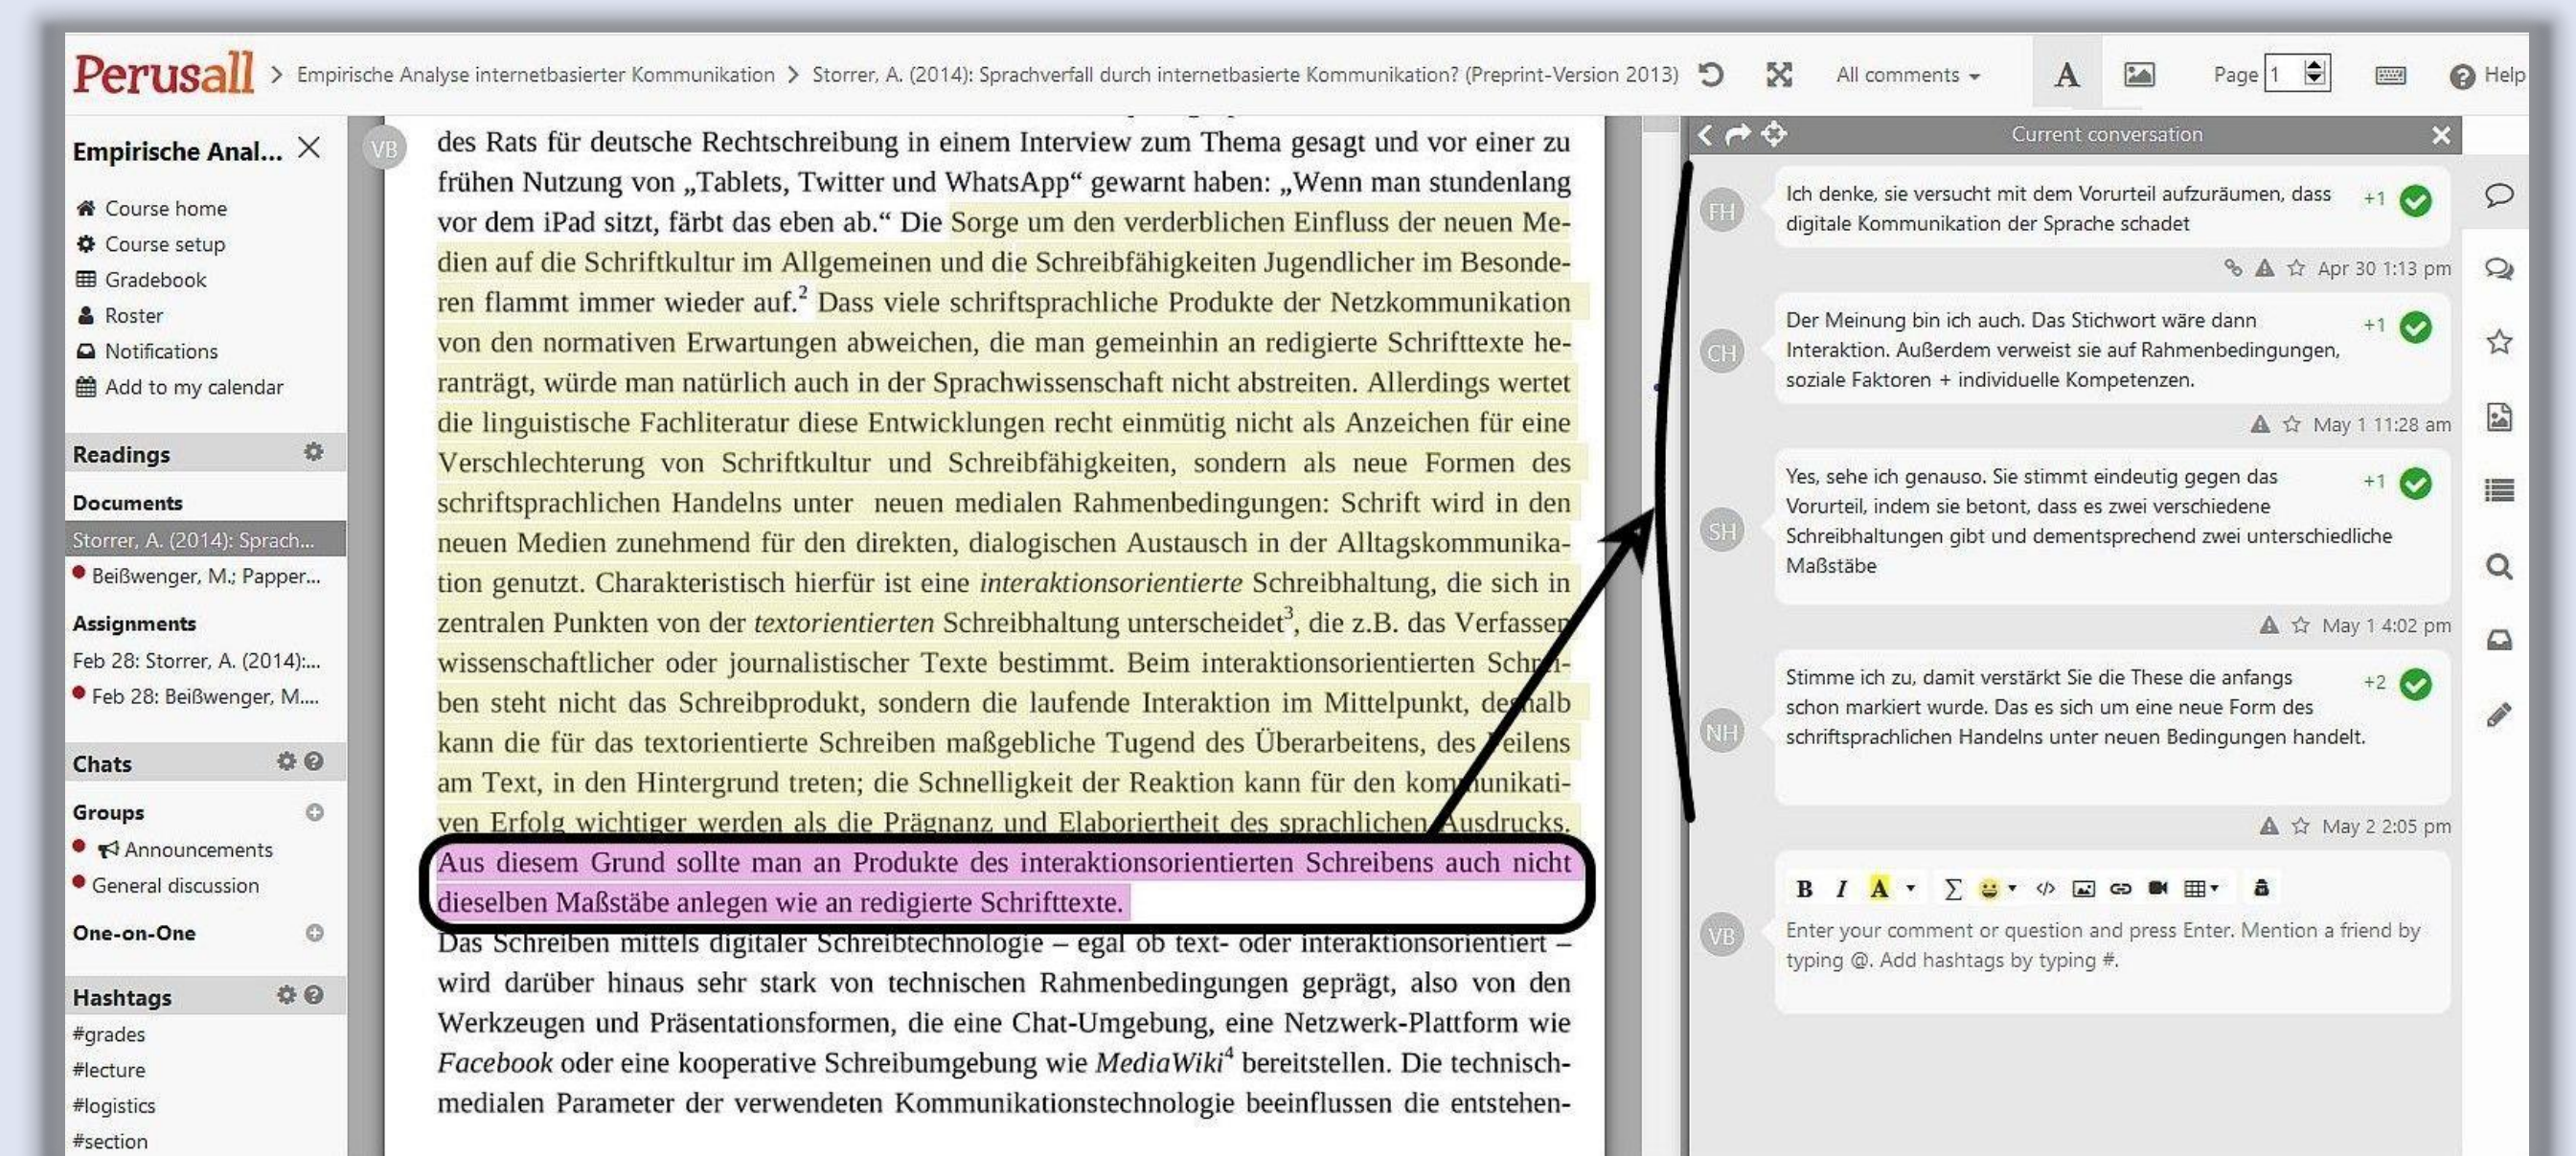 Perusall > Empirische Analyse internetbasierter Kommunikation > Storrer, A. (2014): Sprachverfall durch internetbasierte Kommunikation? (Preprint-Version 2013)
All comments
A
Page 1
Help
Empirische Anal...
Course home
Course setup
Gradebook
Roster
Notifications
Add to my calendar
Readings
Documents
Storrer, A. (2014): Sprach...
Beißwenger, M.; Papper...
Assignments
Feb 28: Storrer, A. (2014):...
Feb 28: Beißwenger, M....
Chats
Groups
Announcements
General discussion
One-on-One
Hashtags
#grades
#lecture
#logistics
#section
VB
des Rats für deutsche Rechtschreibung in einem Interview zum Thema gesagt und vor einer zu
frühen Nutzung von „Tablets, Twitter und WhatsApp“ gewarnt haben: „Wenn man stundenlang
vor dem iPad sitzt, färbt das eben ab.“ Die Sorge um den verderblichen Einfluss der neuen Me-
dien auf die Schriftkultur im Allgemeinen und die Schreibfähigkeiten Jugendlicher im Besonde-
ren flammt immer wieder auf.² Dass viele schriftsprachliche Produkte der Netzkommunikation
von den normativen Erwartungen abweichen, die man gemeinhin an redigierte Schrifttexte he-
ranträgt, würde man natürlich auch in der Sprachwissenschaft nicht abstreiten. Allerdings wertet
die linguistische Fachliteratur diese Entwicklungen recht einmütig nicht als Anzeichen für eine
Verschlechterung von Schriftkultur und Schreibfähigkeiten, sondern als neue Formen des
schriftsprachlichen Handelns unter neuen medialen Rahmenbedingungen: Schrift wird in den
neuen Medien zunehmend für den direkten, dialogischen Austausch in der Alltagskommunika-
tion genutzt. Charakteristisch hierfür ist eine interaktionsorientierte Schreibhaltung, die sich in
zentralen Punkten von der textorientierten Schreibhaltung unterscheidet³, die z.B. das Verfassen
wissenschaftlicher oder journalistischer Texte bestimmt. Beim interaktionsorientierten Schrei-
ben steht nicht das Schreibprodukt, sondern die laufende Interaktion im Mittelpunkt, deshalb
kann die für das textorientierte Schreiben maßgebliche Tugend des Überarbeitens, des Feilens
am Text, in den Hintergrund treten; die Schnelligkeit der Reaktion kann für den kommunikati-
ven Erfolg wichtiger werden als die Prägnanz und Elaboriertheit des sprachlichen Ausdrucks.
Aus diesem Grund sollte man an Produkte des interaktionsorientierten Schreibens auch nicht
dieselben Maßstäbe anlegen wie an redigierte Schrifttexte.
Das Schreiben mittels digitaler Schreibtechnologie – egal ob text- oder interaktionsorientiert –
wird darüber hinaus sehr stark von technischen Rahmenbedingungen geprägt, also von den
Werkzeugen und Präsentationsformen, die eine Chat-Umgebung, eine Netzwerk-Plattform wie
Facebook oder eine kooperative Schreibumgebung wie MediaWiki⁴ bereitstellen. Die technisch-
medialen Parameter der verwendeten Kommunikationstechnologie beeinflussen die entstehen-
Current conversation
FH
Ich denke, sie versucht mit dem Vorurteil aufzuräumen, dass
digitale Kommunikation der Sprache schadet
+1
Apr 30 1:13 pm
CH
Der Meinung bin ich auch. Das Stichwort wäre dann
Interaktion. Außerdem verweist sie auf Rahmenbedingungen,
soziale Faktoren + individuelle Kompetenzen.
+1
May 1 11:28 am
SH
Yes, sehe ich genauso. Sie stimmt eindeutig gegen das
Vorurteil, indem sie betont, dass es zwei verschiedene
Schreibhaltungen gibt und dementsprechend zwei unterschiedliche
Maßstäbe
+1
May 1 4:02 pm
NH
Stimme ich zu, damit verstärkt Sie die These die anfangs
schon markiert wurde. Das es sich um eine neue Form des
schriftsprachlichen Handelns unter neuen Bedingungen handelt.
+2
May 2 2:05 pm
B I A Σ </>
VB
Enter your comment or question and press Enter. Mention a friend by
typing @. Add hashtags by typing #.